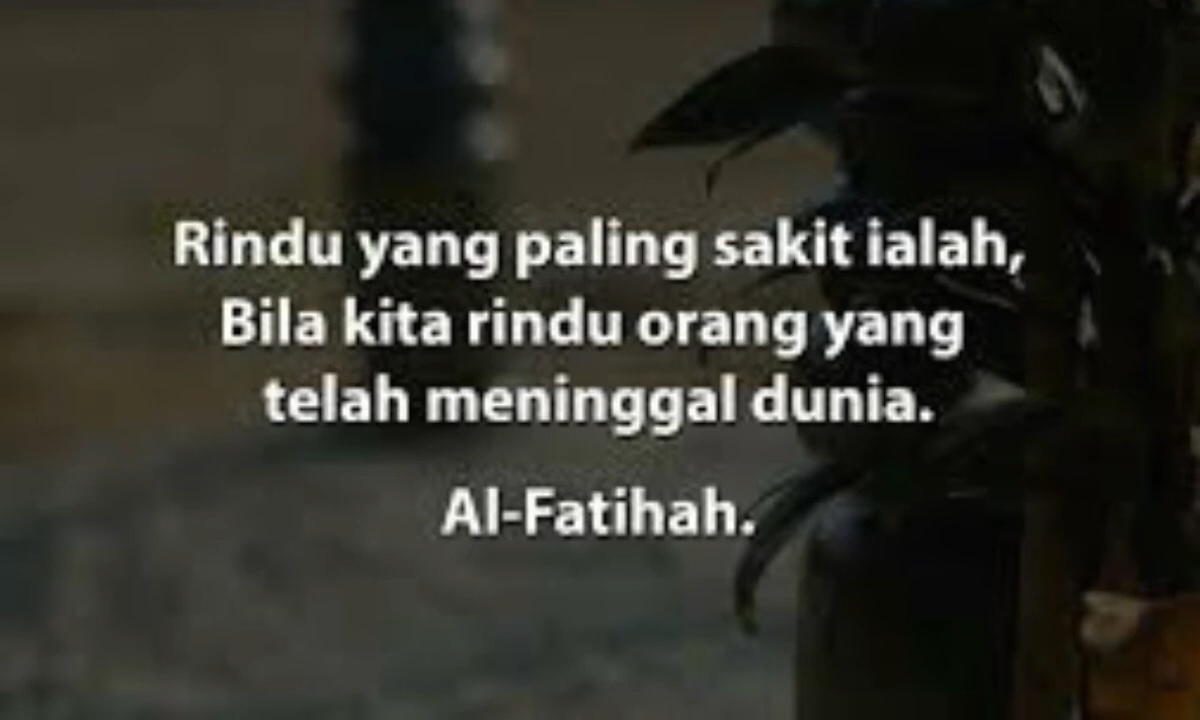 Rindu yang paling sakit ialah,
Bila kita rindu orang yang
telah meninggal dunia.
Al-Fatihah.